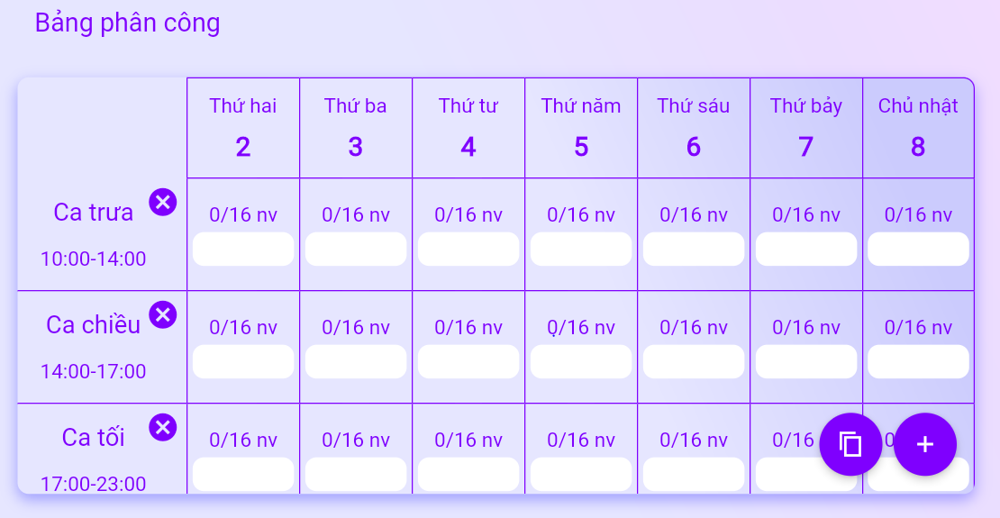 Bảng phân công
Thứ hai Thứ ba Thứ tư Thứ năm Thứ sáu Thứ bảy Chủ nhật
2 3 4 5 6 7 8
Ca trưa 0/16 nv 0/16 nv 0/16 nv 0/16 nv 0/16 nv 0/16 nv 0/16 nv
10:00-14:00
Ca chiều 0/16 nv 0/16 nv 0/16 nv 0/16 nv 0/16 nv 0/16 nv 0/16 nv
14:00-17:00
Ca tối 0/16 nv 0/16 nv 0/16 nv 0/16 nv 0/16 nv 0/16 0
17:00-23:00